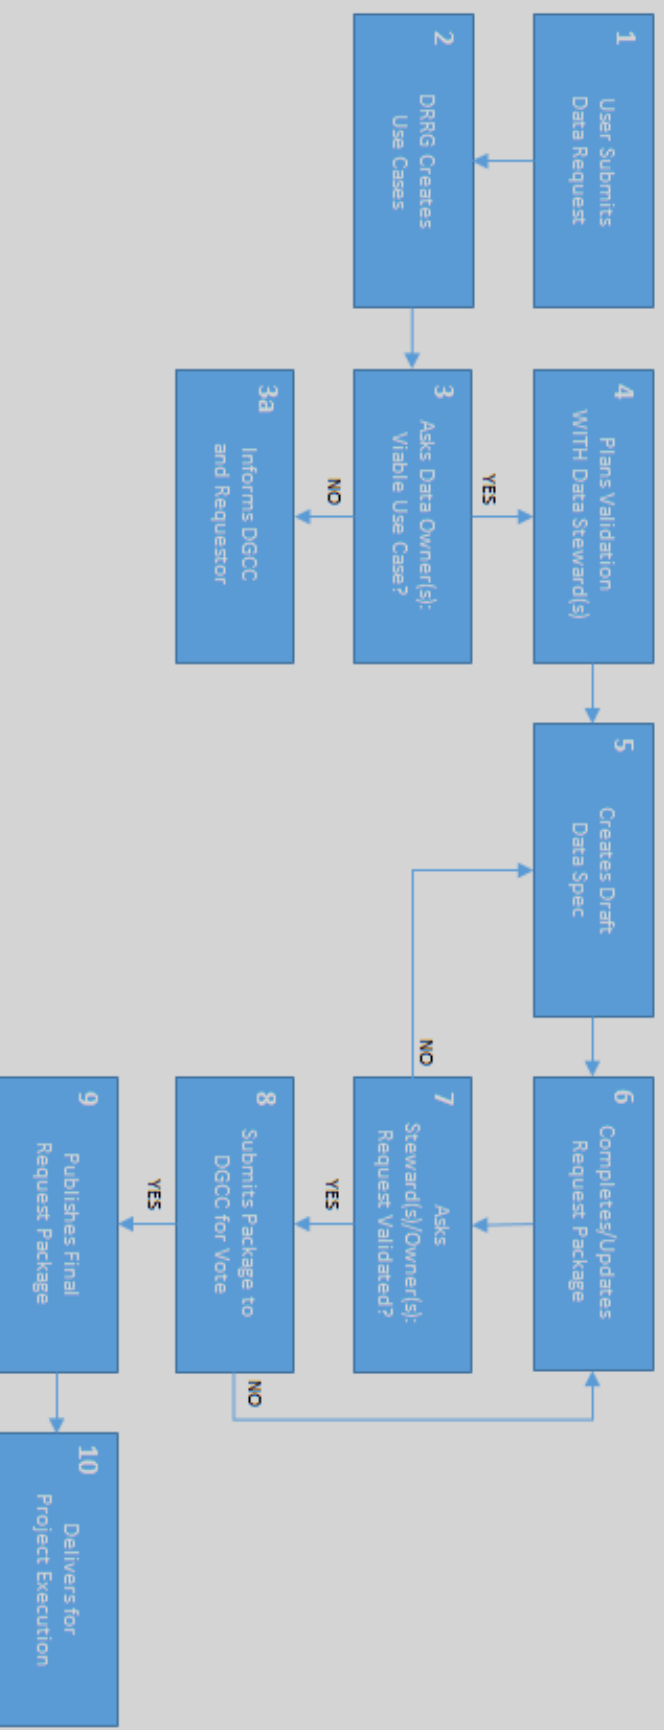 1
User Submits
Data Request
2
DRRG Creates
Use Cases
3
Asks Data Owner(s):
Viable Use Case?
YES
NO
3a
Informs DGCC
and Requestor
4
Plans Validation
WITH Data Steward(s)
5
Creates Draft
Data Spec
6
Completes/Updates
Request Package
7
Asks
Steward(s)/Owner(s):
Request Validated?
NO
YES
8
Submits Package to
DGCC for Vote
NO
YES
9
Publishes Final
Request Package
10
Delivers for
Project Execution